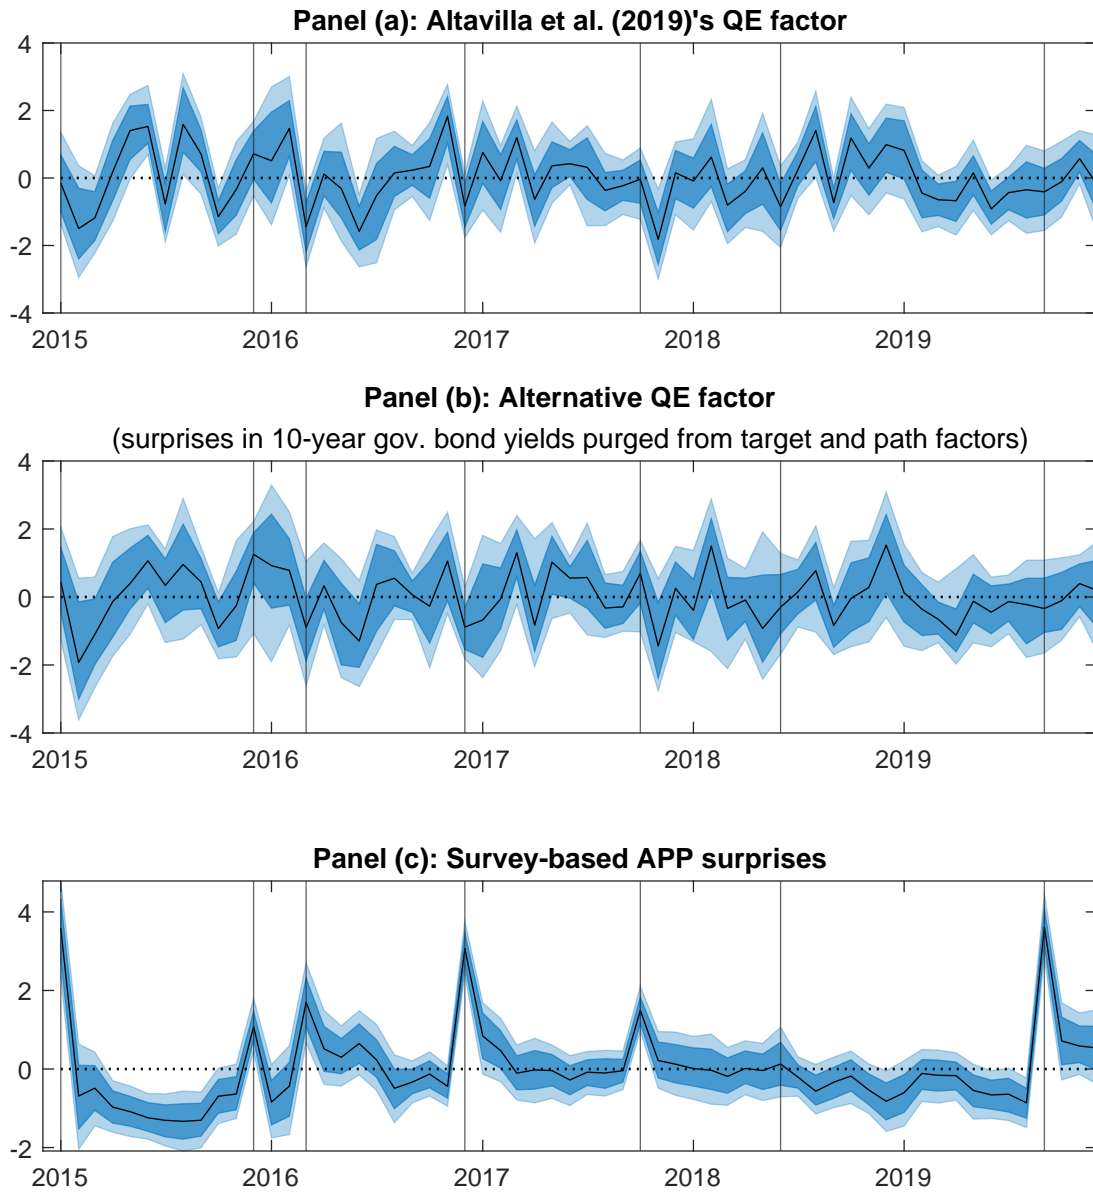 Panel (a): Altavilla et al. (2019)'s QE factor
4
2
0
-2
-4
2015 2016 2017 2018 2019
Panel (b): Alternative QE factor
(surprises in 10-year gov. bond yields purged from target and path factors)
4
2
0
-2
-4
2015 2016 2017 2018 2019
Panel (c): Survey-based APP surprises
4
2
0
-2
2015 2016 2017 2018 2019